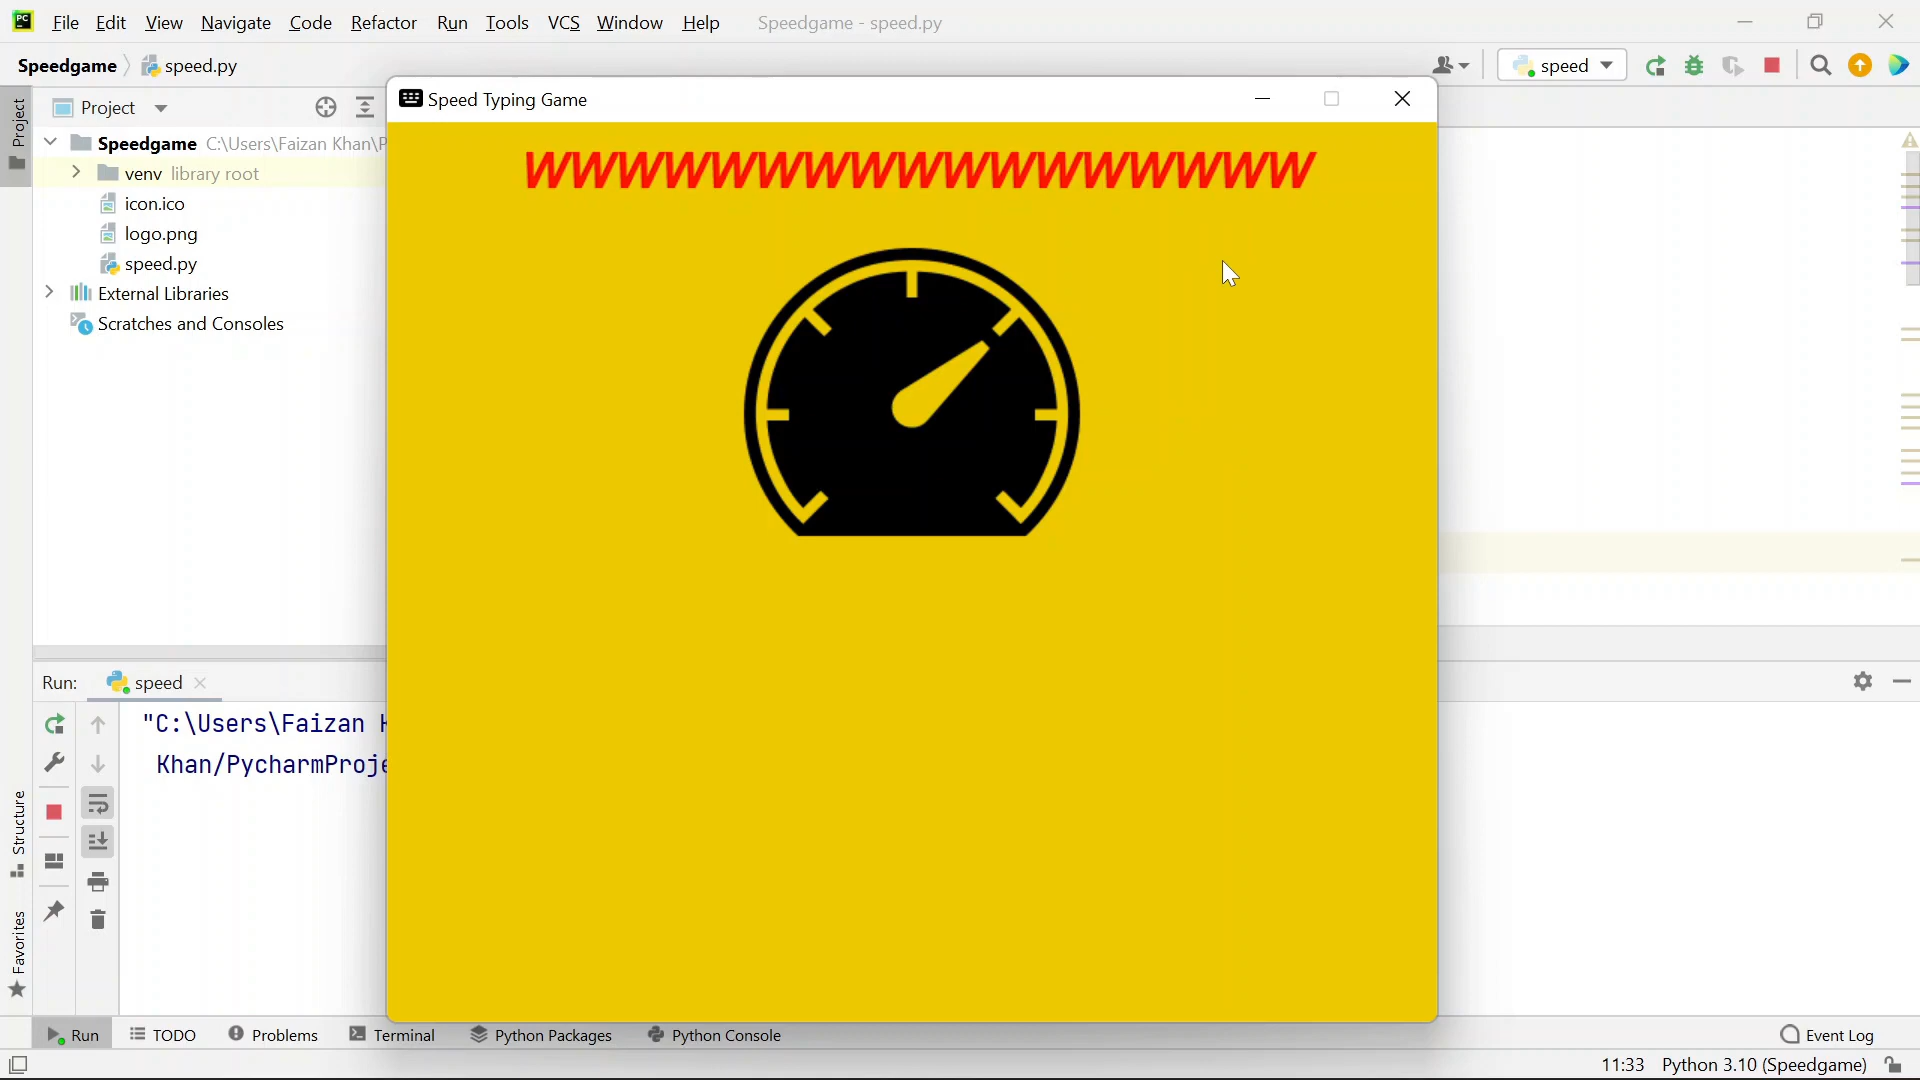 PC File Edit View Navigate Code Refactor Run Tools VCS Window Help Speedgame - speed.py
Speedgame speed.py speed
Project Project
Speed Typing Game
Speedgame C:\Users\Faizan Khan\P
WWWWWWWWWWWWWWWWW
venv library root
icon.ico
logo.png
speed.py
External Libraries
Scratches and Consoles
Run: speed
"C:\Users\Faizan K
Khan/PycharmProje
Structure
Favorites
Run TODO Problems Terminal Python Packages Python Console Event Log
11:33 Python 3.10 (Speedgame)